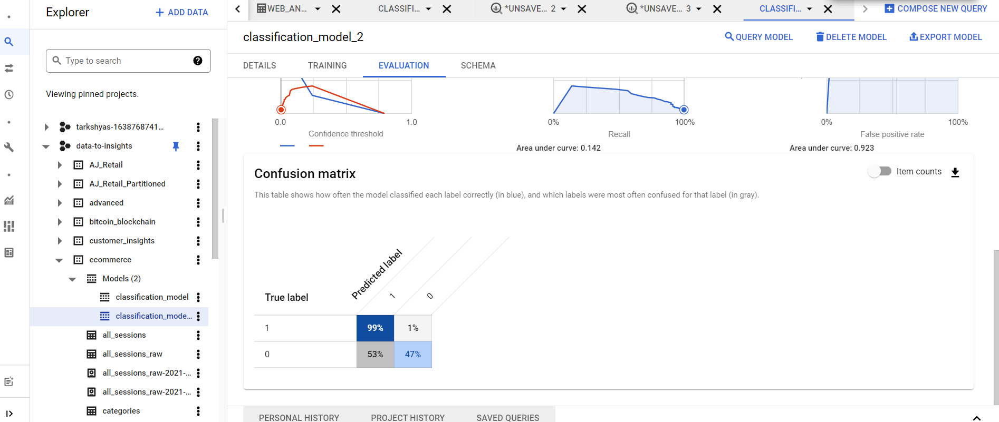 Explorer
+ ADD DATA
Type to search
Viewing pinned projects.
tarkshyas-1638768741...
data-to-insights
AJ_Retail
AJ_Retail_Partitioned
advanced
bitcoin_blockchain
customer_insights
ecommerce
Models (2)
classification_model
classification_mode...
all_sessions
all_sessions_raw
all_sessions_raw-2021-...
all_sessions_raw-2021-...
categories
WEB_AN... CLASSIFI... *UNSAVE... 2 *UNSAVE... 3 CLASSIFI... COMPOSE NEW QUERY
classification_model_2
QUERY MODEL DELETE MODEL EXPORT MODEL
DETAILS TRAINING EVALUATION SCHEMA
0.0 1.0
Confidence threshold
0% 100%
Recall
Area under curve: 0.142
0% 100%
False positive rate
Area under curve: 0.923
Confusion matrix
Item counts
This table shows how often the model classified each label correctly (in blue), and which labels were most often confused for that label (in gray).
Predicted label
1 0
True label
1 99% 1%
0 53% 47%
PERSONAL HISTORY PROJECT HISTORY SAVED QUERIES